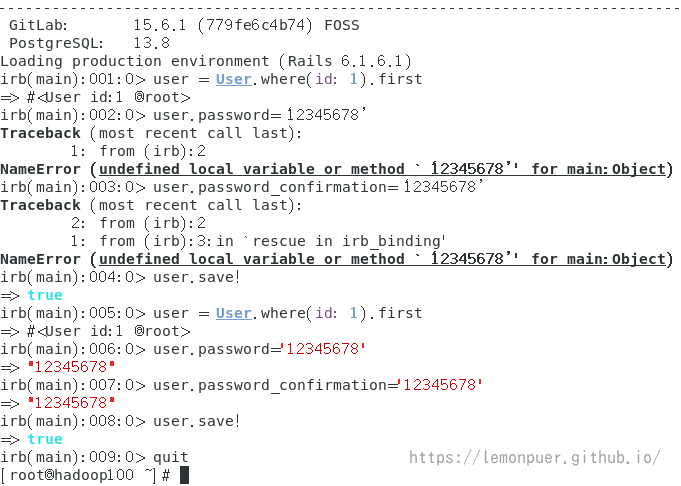 --------------------------------------------------------------------------------
GitLab:       15.6.1 (779fe6c4b74) FOSS
PostgreSQL:   13.8
Loading production environment (Rails 6.1.6.1)
irb(main):001:0> user = User.where(id: 1).first
=> #<User id:1 @root>
irb(main):002:0> user.password=‘12345678’
Traceback (most recent call last):
        1: from (irb):2
NameError (undefined local variable or method `‘12345678’' for main:Object)
irb(main):003:0> user.password_confirmation=‘12345678’
Traceback (most recent call last):
        2: from (irb):2
        1: from (irb):3:in `rescue in irb_binding'
NameError (undefined local variable or method `‘12345678’' for main:Object)
irb(main):004:0> user.save!
=> true
irb(main):005:0> user = User.where(id: 1).first
=> #<User id:1 @root>
irb(main):006:0> user.password='12345678'
=> "12345678"
irb(main):007:0> user.password_confirmation='12345678'
=> "12345678"
irb(main):008:0> user.save!
=> true
irb(main):009:0> quit
https://lemonpuer.github.io/
[root@hadoop100 ~]#